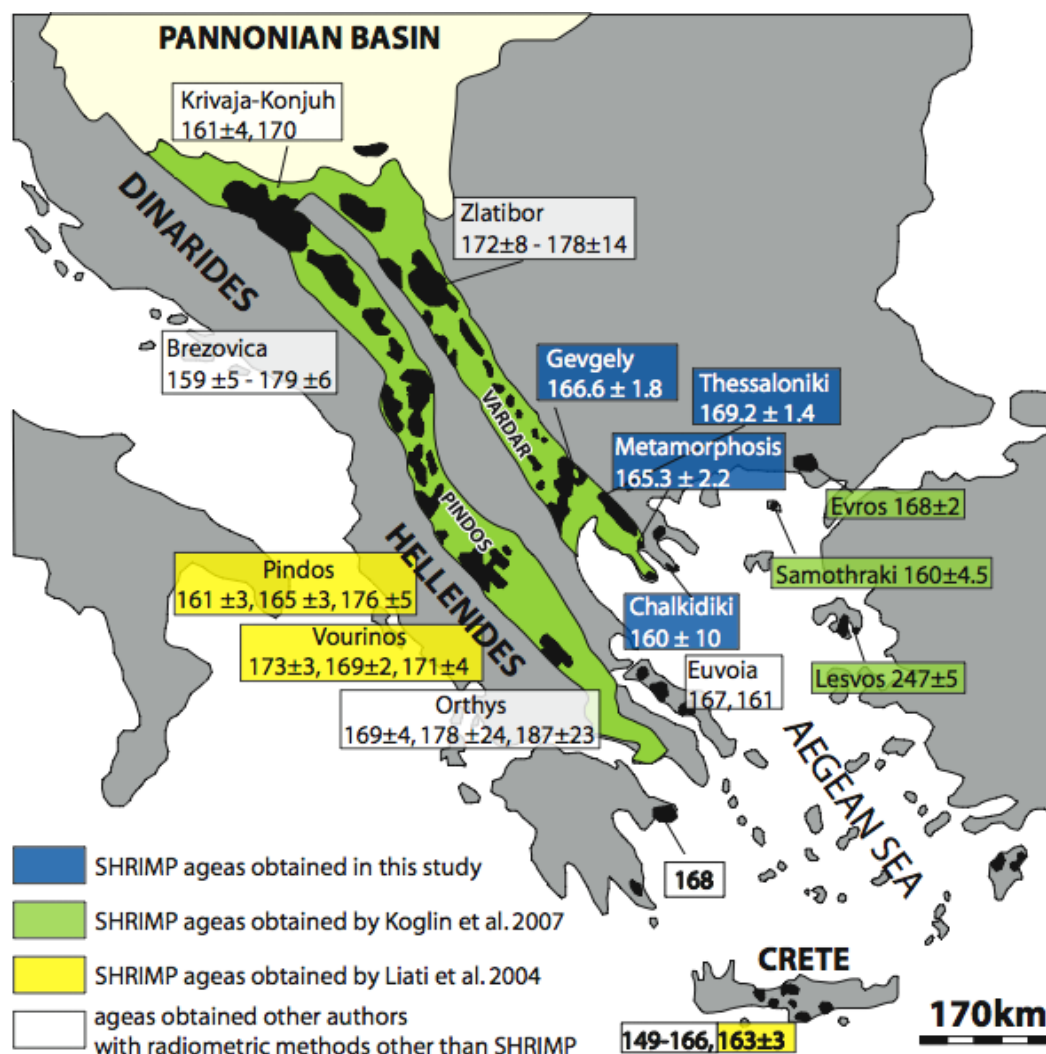 PANNONIAN BASIN
Krivaja-Konjuh
161±4, 170
DINARIDES
Zlatibor
172±8 - 178±14
Brezovica
159 ±5 - 179 ±6
Gevgely
166.6 ± 1.8
Thessaloniki
169.2 ± 1.4
VARDAR
Metamorphosis
165.3 ± 2.2
Evros 168±2
PINDOS
HELLENIDES
Pindos
161 ±3, 165 ±3, 176 ±5
Samothraki 160±4.5
Chalkidiki
160 ± 10
Vourinos
173±3, 169±2, 171±4
Euvoia
167, 161
Lesvos 247±5
Orthys
169±4, 178 ±24, 187±23
AEGEAN SEA
168
SHRIMP ageas obtained in this study
SHRIMP ageas obtained by Koglin et al. 2007
SHRIMP ageas obtained by Liati et al. 2004
ageas obtained other authors
with radiometric methods other than SHRIMP
CRETE
149-166, 163±3
170km